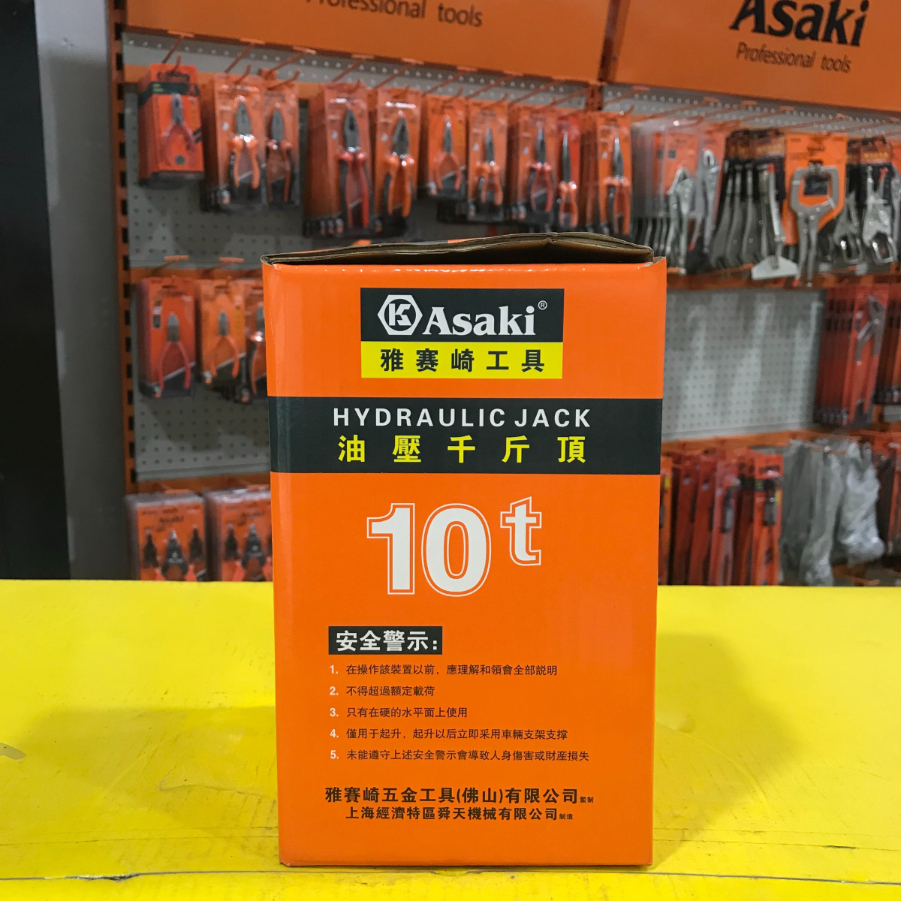 Professional tools
Asaki
Professional tools
Asaki®
雅賽崎工具
HYDRAULIC JACK
油壓千斤頂
10t
安全警示：
1. 在操作該裝置以前，應理解和領會全部説明
2. 不得超過額定載荷
3. 只有在硬的水平面上使用
4. 僅用于起升，起升以后立即采用車輛支架支撐
5. 未能遵守上述安全警示會導致人身傷害或財産損失
雅賽崎五金工具(佛山)有限公司 監制
上海經濟特區舜天機械有限公司 制造